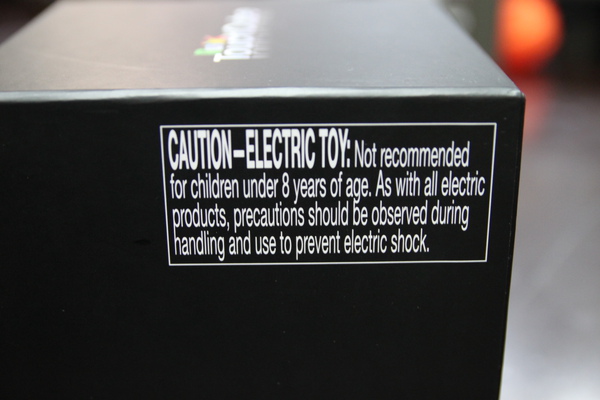 CAUTION–ELECTRIC TOY: Not recommended
for children under 8 years of age. As with all electric
products, precautions should be observed during
handling and use to prevent electric shock.